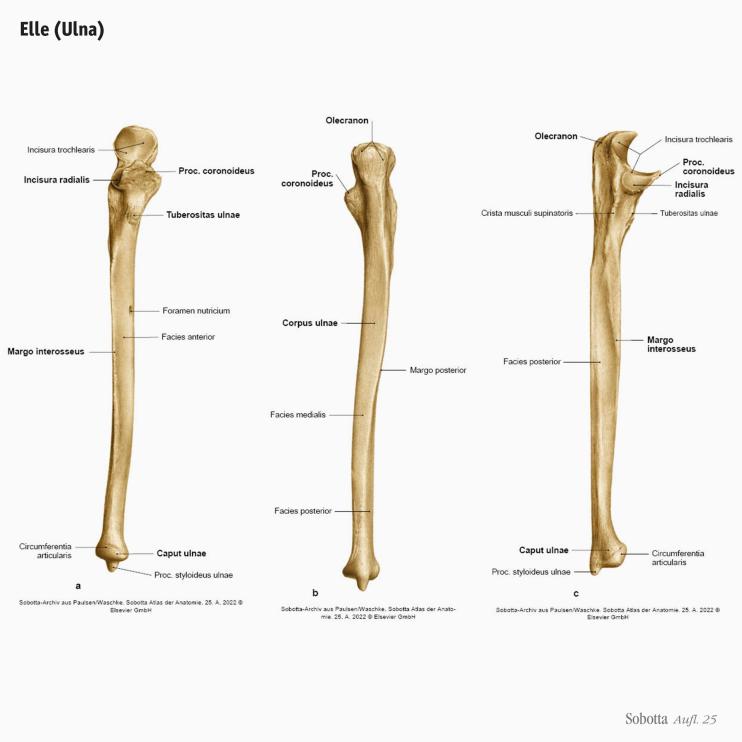 Elle (Ulna)
Incisura trochlearis
Incisura radialis
Proc. coronoideus
Tuberositas ulnae
Foramen nutricium
Facies anterior
Margo interosseus
Circumferentia
articularis
Caput ulnae
Proc. styloideus ulnae
a
Sobotta-Archiv aus Paulsen/Waschke, Sobotta Atlas der Anatomie, 25. A. 2022 ©
Elsevier GmbH
Olecranon
Proc.
coronoideus
Corpus ulnae
Margo posterior
Facies medialis
Facies posterior
b
Sobotta-Archiv aus Paulsen/Waschke, Sobotta Atlas der Anato-
mie, 25. A. 2022 © Elsevier GmbH
Olecranon
Incisura trochlearis
Proc.
coronoideus
Incisura
radialis
Crista musculi supinatoris
Tuberositas ulnae
Margo
interosseus
Facies posterior
Caput ulnae
Circumferentia
articularis
Proc. styloideus ulnae
c
Sobotta-Archiv aus Paulsen/Waschke, Sobotta Atlas der Anatomie, 25. A. 2022 ©
Elsevier GmbH
Sobotta Aufl. 25